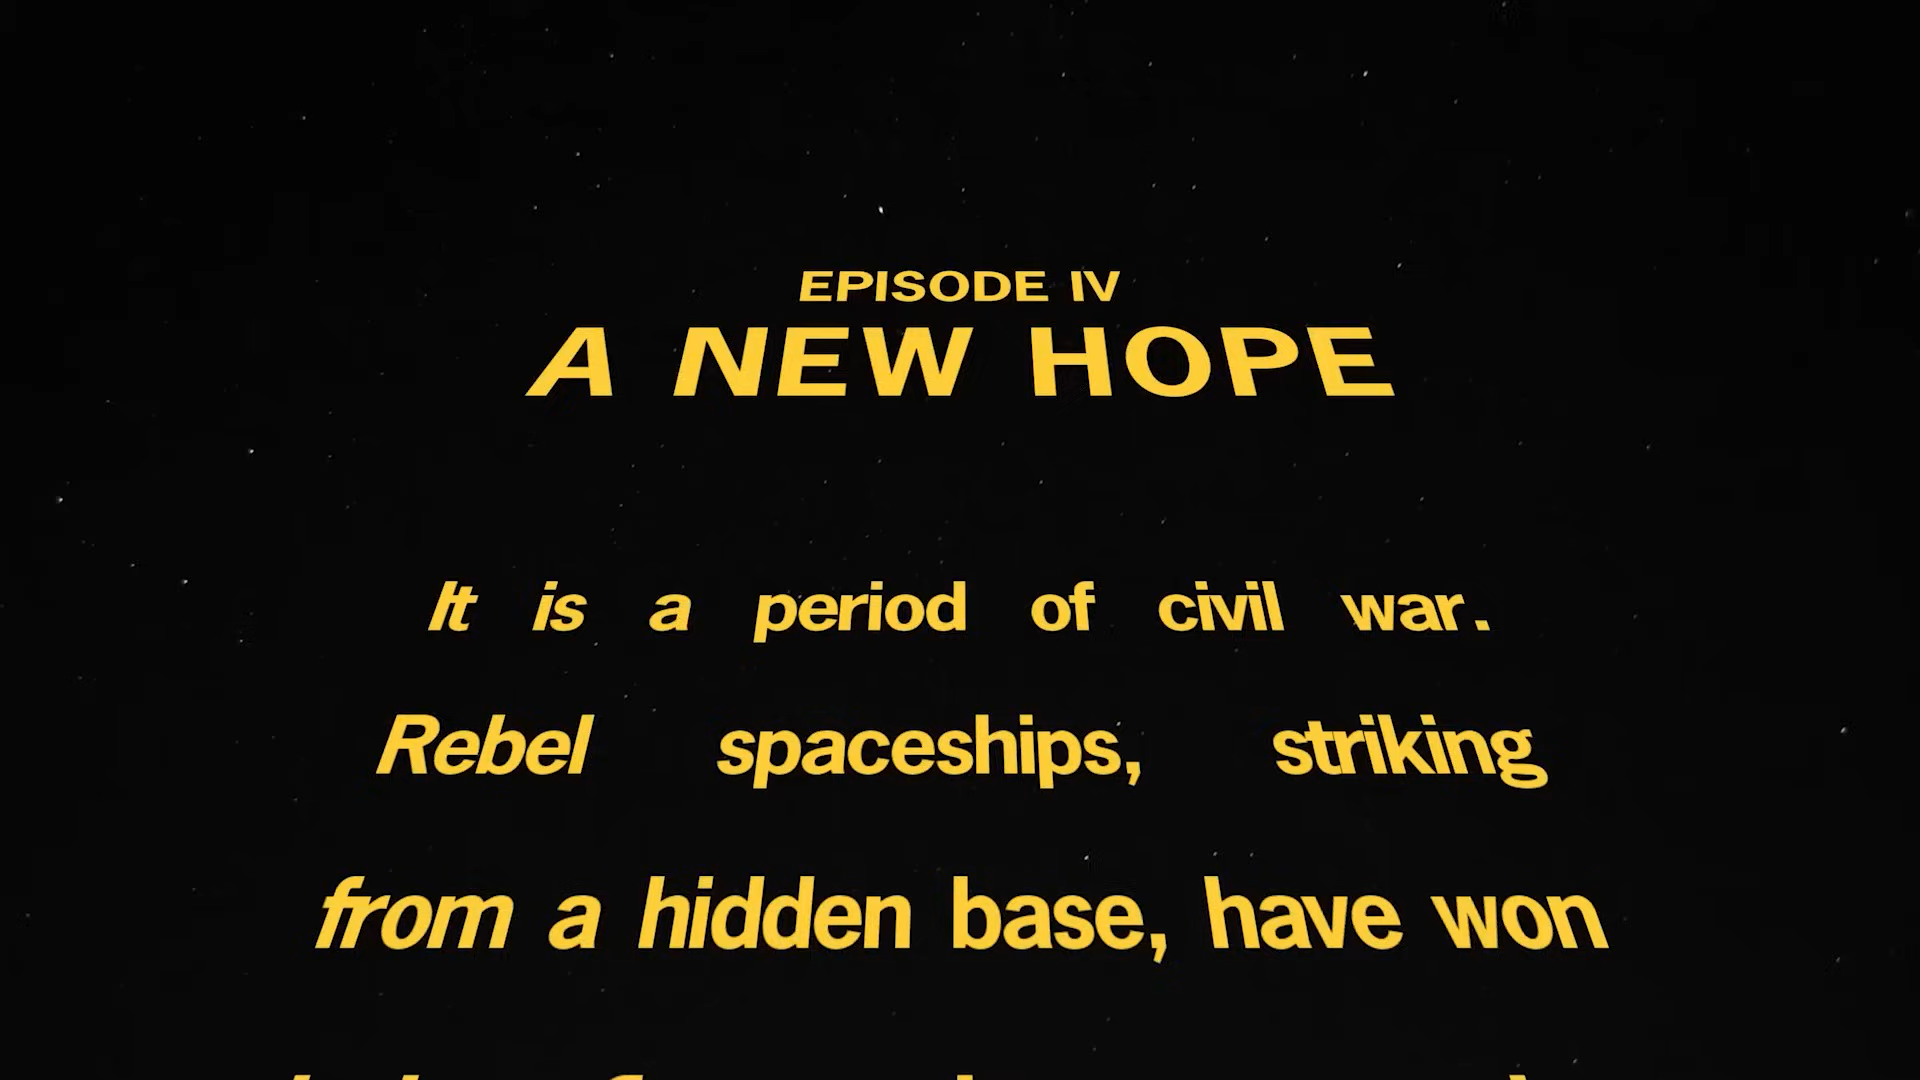 EPISODE IV
A NEW HOPE
It is a period of civil war.
Rebel spaceships, striking
from a hidden base, have won